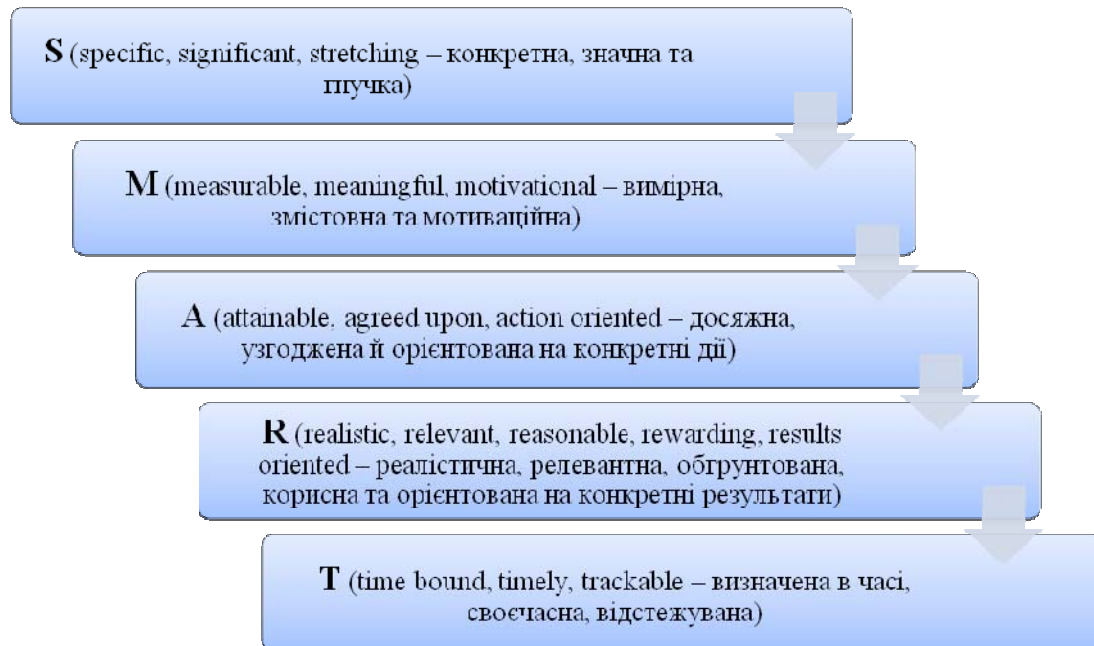 S (specific, significant, stretching – конкретна, значна та
гнучка)
M (measurable, meaningful, motivational – вимірна,
змістовна та мотиваційна)
A (attainable, agreed upon, action oriented – досяжна,
узгоджена й орієнтована на конкретні дії)
R (realistic, relevant, reasonable, rewarding, results
oriented – реалістична, релевантна, обгрунтована,
корисна та орієнтована на конкретні результати)
T (time bound, timely, trackable – визначена в часі,
своєчасна, відстежувана)